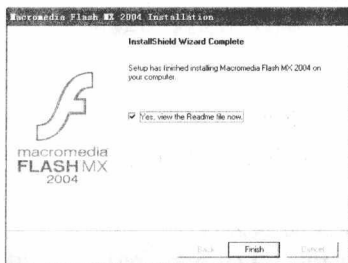 Macromedia Flash MX 2004 Installation
InstallShield Wizard Complete
Setup has finished installing Macromedia Flash MX 2004 on
your computer.
Yes, view the Readme file now.
macromedia
FLASH MX
2004
Back
Finish
Cancel